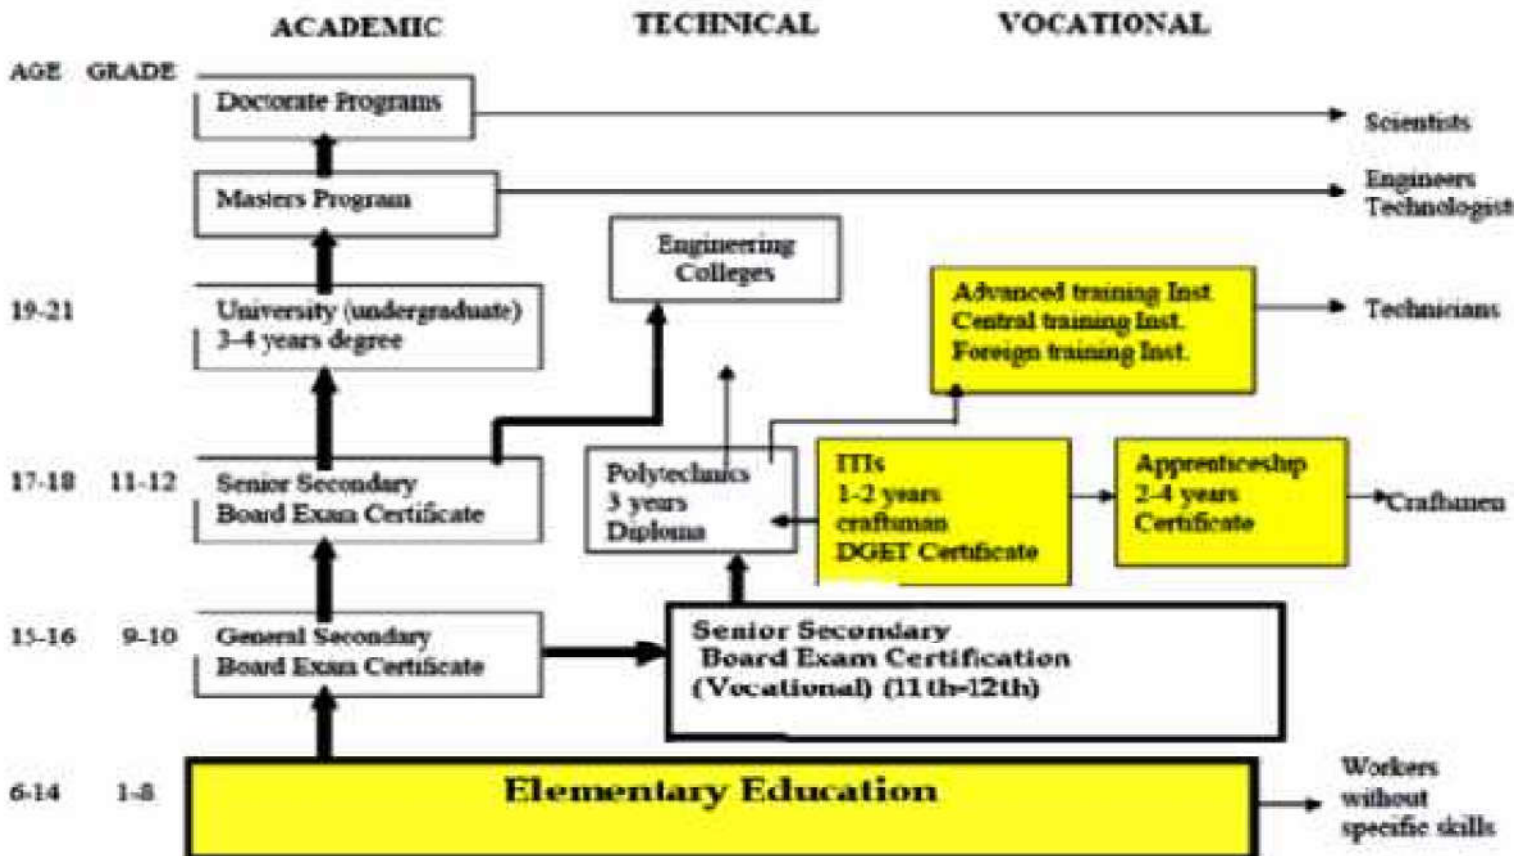 ACADEMIC TECHNICAL VOCATIONAL
AGE GRADE
Doctorate Programs
Scientists
Masters Program
Engineers
Technologist
Engineering
Colleges
19-21
University (undergraduate)
3-4 years degree
Advanced training Inst
Central training Inst.
Foreign training Inst.
Technicians
17-18 11-12
Senior Secondary
Board Exam Certificate
Polytechnics
3 years
Diploma
ITIs
1-2 years
craftsman
DGET Certificate
Apprenticeship
2-4 years
Certificate
Craftsmen
15-16 9-10
General Secondary
Board Exam Certificate
Senior Secondary
Board Exam Certification
(Vocational) (11th-12th)
6-14 1-8
Elementary Education
Workers
without
specific skills